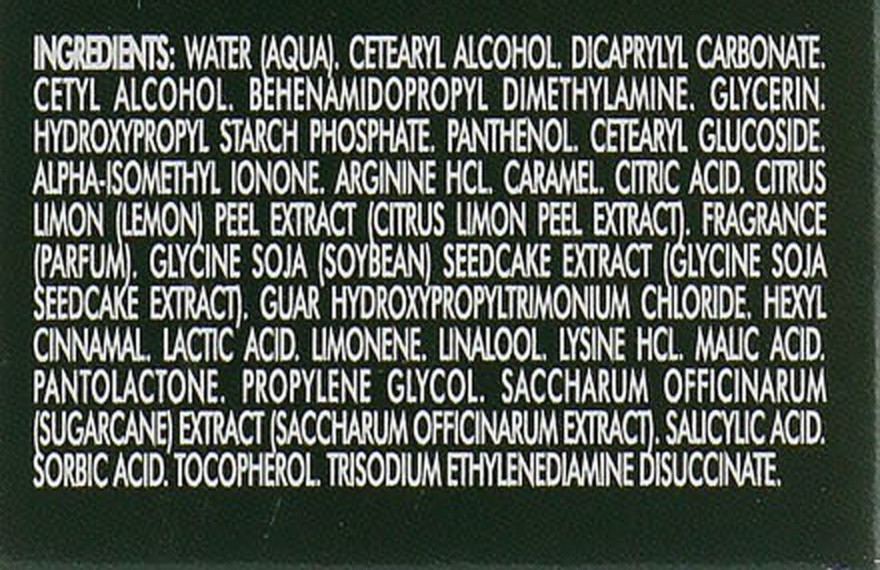 INGREDIENTS: WATER (AQUA). CETEARYL ALCOHOL. DICAPRYLYL CARBONATE.
CETYL ALCOHOL. BEHENAMIDOPROPYL DIMETHYLAMINE. GLYCERIN.
HYDROXYPROPYL STARCH PHOSPHATE. PANTHENOL. CETEARYL GLUCOSIDE.
ALPHA-ISOMETHYL IONONE. ARGININE HCL. CARAMEL. CITRIC ACID. CITRUS
LIMON (LEMON) PEEL EXTRACT (CITRUS LIMON PEEL EXTRACT). FRAGRANCE
(PARFUM). GLYCINE SOJA (SOYBEAN) SEEDCAKE EXTRACT (GLYCINE SOJA
SEEDCAKE EXTRACT). GUAR HYDROXYPROPYLTRIMONIUM CHLORIDE. HEXYL
CINNAMAL. LACTIC ACID. LIMONENE. LINALOOL. LYSINE HCL. MALIC ACID.
PANTOLACTONE. PROPYLENE GLYCOL. SACCHARUM OFFICINARUM
(SUGARCANE) EXTRACT (SACCHARUM OFFICINARUM EXTRACT). SALICYLIC ACID.
SORBIC ACID. TOCOPHEROL. TRISODIUM ETHYLENEDIAMINE DISUCCINATE.